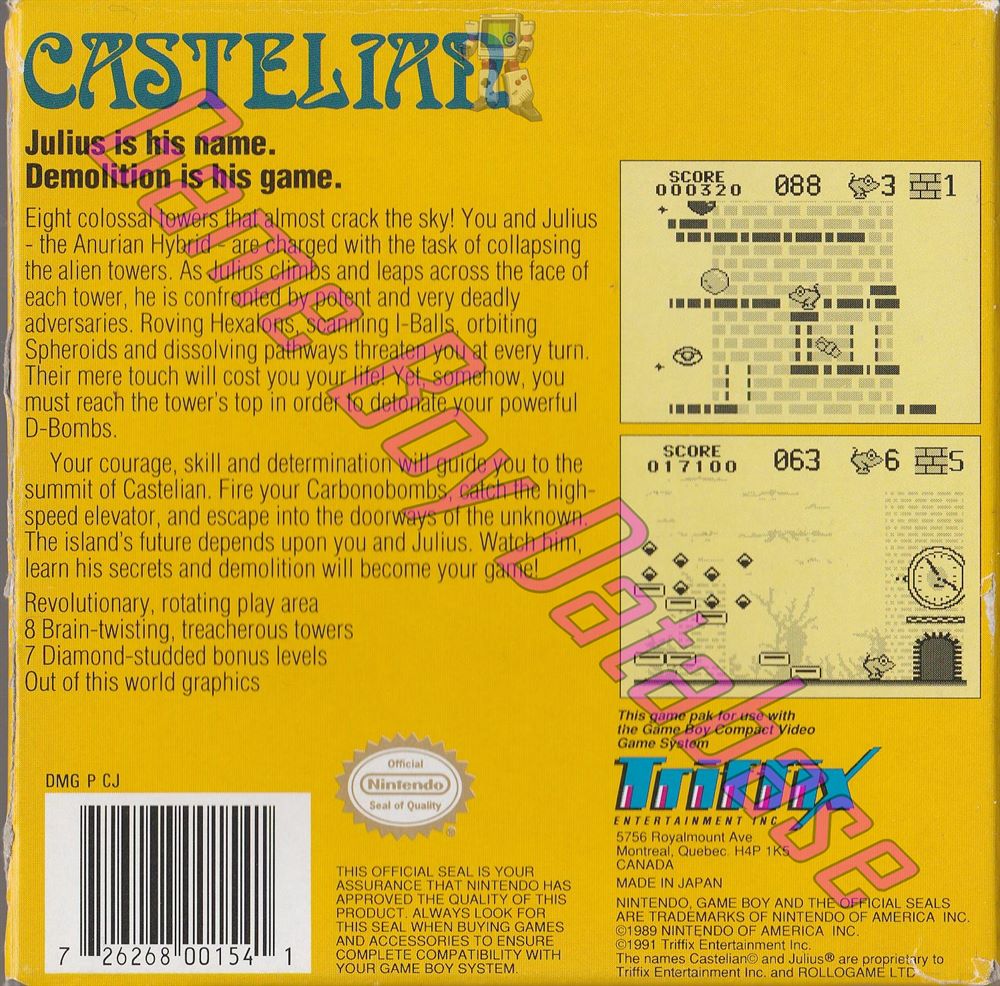 CASTELIAN
Julius is his name.
Demolition is his game.
Eight colossal towers that almost crack the sky! You and Julius
- the Anurian Hybrid - are charged with the task of collapsing
the alien towers. As Julius climbs and leaps across the face of
each tower, he is confronted by potent and very deadly
adversaries. Roving Hexalons, scanning I-Balls, orbiting
Spheroids and dissolving pathways threaten you at every turn.
Their mere touch will cost you your life! Yet, somehow, you
must reach the tower's top in order to detonate your powerful
D-Bombs.
Your courage, skill and determination will guide you to the
summit of Castelian. Fire your Carbonobombs, catch the high-
speed elevator, and escape into the doorways of the unknown.
The island's future depends upon you and Julius. Watch him,
learn his secrets and demolition will become your game!
Revolutionary, rotating play area
8 Brain-twisting, treacherous towers
7 Diamond-studded bonus levels
Out of this world graphics
SCORE
000320 088 3 1
SCORE
017100 063 6 5
This game pak for use with
the Game Boy Compact Video
Game System
Triffix
ENTERTAINMENT INC
5756 Royalmount Ave
Montreal, Quebec. H4P 1K5
CANADA
MADE IN JAPAN
NINTENDO, GAME BOY AND THE OFFICIAL SEALS
ARE TRADEMARKS OF NINTENDO OF AMERICA INC.
©1989 NINTENDO OF AMERICA INC.
©1991 Triffix Entertainment Inc.
The names Castelian© and Julius® are proprietary to
Triffix Entertainment Inc. and ROLLOGAME LTD
DMG P CJ
7 26268 00154 1
Official
Nintendo
Seal of Quality
®
THIS OFFICIAL SEAL IS YOUR
ASSURANCE THAT NINTENDO HAS
APPROVED THE QUALITY OF THIS
PRODUCT. ALWAYS LOOK FOR
THIS SEAL WHEN BUYING GAMES
AND ACCESSORIES TO ENSURE
COMPLETE COMPATIBILITY WITH
YOUR GAME BOY SYSTEM.
Game Boy Database
©